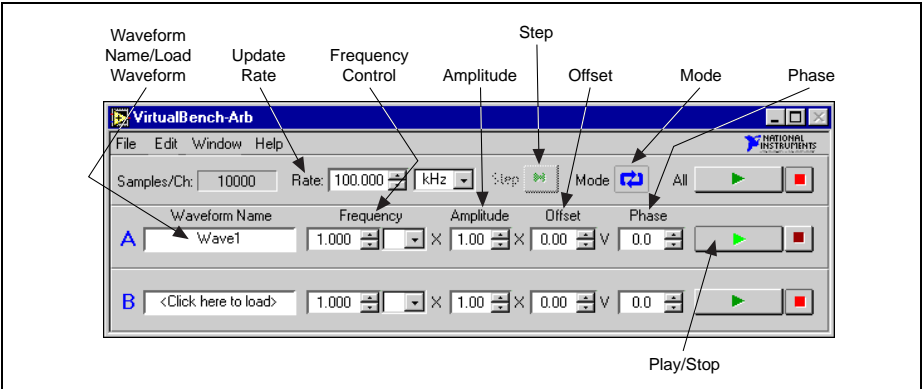 Step
Waveform
Name/Load
Waveform
Update
Rate
Frequency
Control
Amplitude
Offset
Mode
Phase
VirtualBench-Arb
File Edit Window Help
NATIONAL
INSTRUMENTS
Samples/Ch: 10000 Rate: 100.000 kHz Step Mode All
Waveform Name Frequency Amplitude Offset Phase
A Wave1 1.000 X 1.00 X 0.00 V 0.0
B <Click here to load> 1.000 X 1.00 X 0.00 V 0.0
Play/Stop